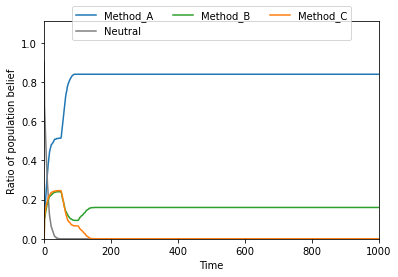 Method_A Method_B Method_C
Neutral
1.0
0.8
0.6
0.4
0.2
0.0
Ratio of population belief
0 200 400 600 800 1000
Time